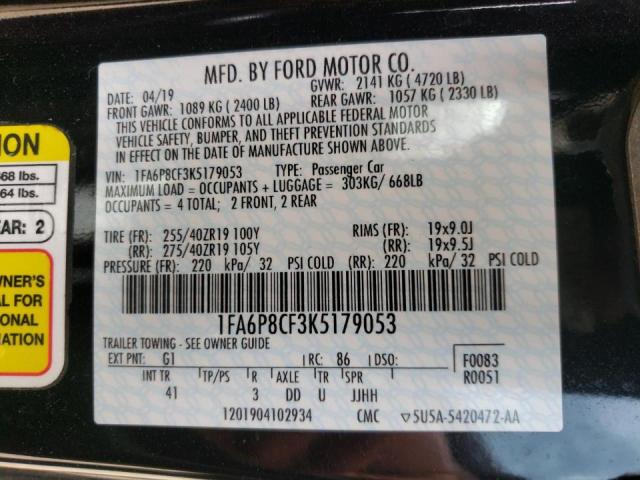 MFD. BY FORD MOTOR CO.
DATE: 04/19 GVWR: 2141 KG (4720 LB)
FRONT GAWR: 1089 KG (2400 LB) REAR GAWR: 1057 KG (2330 LB)
THIS VEHICLE CONFORMS TO ALL APPLICABLE FEDERAL MOTOR
VEHICLE SAFETY, BUMPER, AND THEFT PREVENTION STANDARDS
IN EFFECT ON THE DATE OF MANUFACTURE SHOWN ABOVE.
VIN: 1FA6P8CF3K5179053 TYPE: Passenger Car
MAXIMUM LOAD = OCCUPANTS + LUGGAGE = 303KG/ 668LB
OCCUPANTS = 4 TOTAL; 2 FRONT, 2 REAR
TIRE (FR): 255/40ZR19 100Y RIMS (FR): 19x9.0J
(RR): 275/40ZR19 105Y (RR): 19x9.5J
PRESSURE (FR): 220 kPa/ 32 PSI COLD (RR): 220 kPa/ 32 PSI COLD
1FA6P8CF3K5179053
TRAILER TOWING - SEE OWNER GUIDE
EXT PNT: G1 RC: 86 DSO: F0083
INT TR TP/PS R AXLE TR SPR R0051
41 3 DD U JJHH
1201904102934 CMC 5U5A-5420472-AA
ION
668 lbs.
64 lbs.
EAR: 2
WNER'S
AL FOR
IONAL
MATION